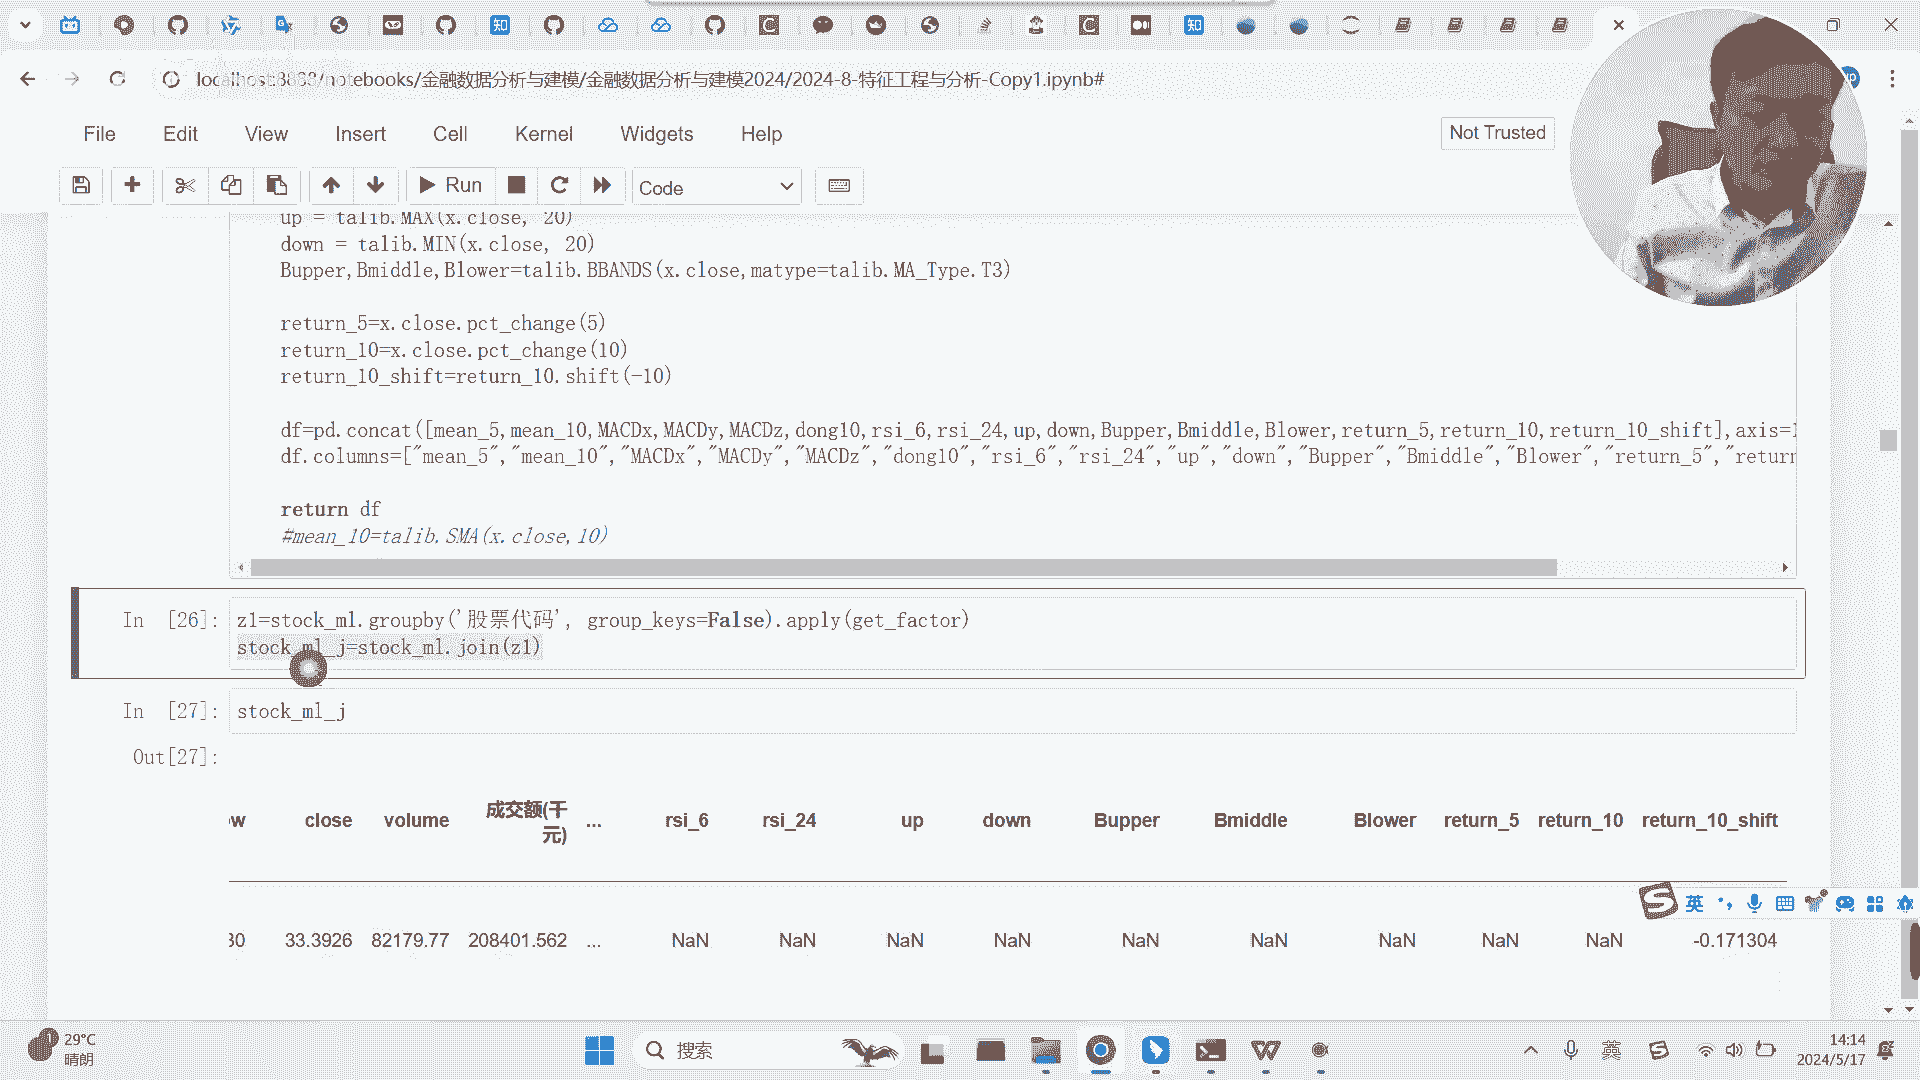 localhost:8888/notebooks/金融数据分析与建模/金融数据分析与建模2024/2024-8-特征工程与分析-Copy1.ipynb#
File Edit View Insert Cell Kernel Widgets Help
Not Trusted
Run
Code
up = talib.MAX(x.close, 20)
down = talib.MIN(x.close, 20)
Bupper,Bmiddle,Blower=talib.BBANDS(x.close,matype=talib.MA_Type.T3)
return_5=x.close.pct_change(5)
return_10=x.close.pct_change(10)
return_10_shift=return_10.shift(-10)
df=pd.concat([mean_5,mean_10,MACDx,MACDy,MACDz,dong10,rsi_6,rsi_24,up,down,Bupper,Bmiddle,Blower,return_5,return_10,return_10_shift],axis=1
df.columns=["mean_5","mean_10","MACDx","MACDy","MACDz","dong10","rsi_6","rsi_24","up","down","Bupper","Bmiddle","Blower","return_5","return
return df
#mean_10=talib.SMA(x.close,10)
In [26]: z1=stock_ml.groupby('股票代码', group_keys=False).apply(get_factor)
stock_ml_j=stock_ml.join(z1)
In [27]: stock_ml_j
Out[27]:
ow close volume 成交额(千元) ... rsi_6 rsi_24 up down Bupper Bmiddle Blower return_5 return_10 return_10_shift
30 33.3926 82179.77 208401.562 ... NaN NaN NaN NaN NaN NaN NaN NaN NaN -0.171304
英
29°C
晴朗
搜索
英
14:14
2024/5/17